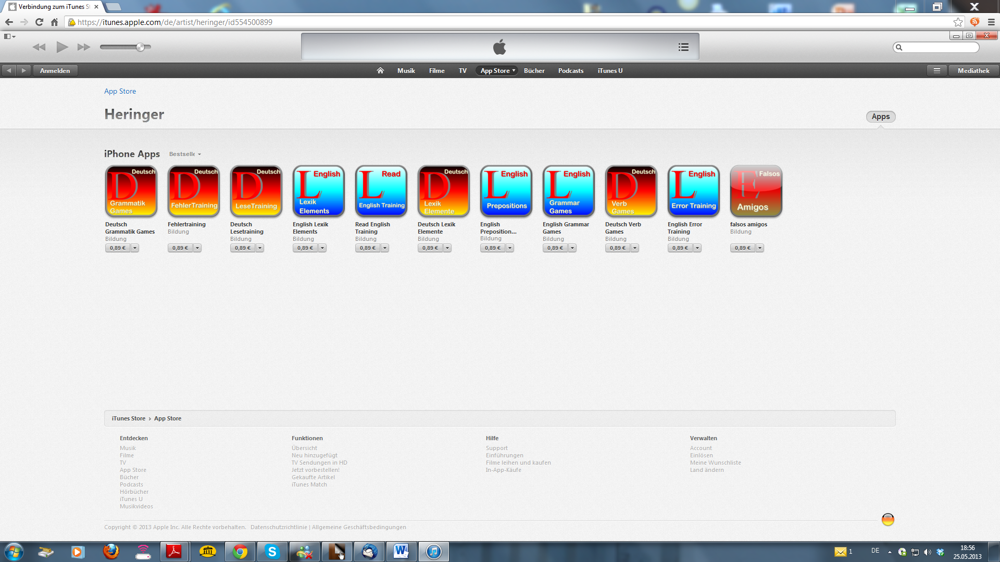 Verbindung zum iTunes S
https://itunes.apple.com/de/artist/heringer/id554500899
Anmelden
Musik
Filme
TV
App Store
Bücher
Podcasts
iTunes U
Mediathek
App Store
Heringer
Apps
iPhone Apps
Bestselle
Deutsch
D
Grammatik
Games
Deutsch
D
FehlerTraining
Deutsch
D
LeseTraining
English
L
Lexik
Elements
Read
L
English Training
Deutsch
D
Lexik
Elemente
English
L
Prepositions
English
L
Grammar
Games
Deutsch
D
Verb
Games
English
L
Error Training
Falsos
Amigos
Deutsch
Grammatik Games
Bildung
0,89 €
Fehlertraining
Bildung
0,89 €
Deutsch
Lesetraining
Bildung
0,89 €
English Lexik
Elements
Bildung
0,89 €
Read English
Training
Bildung
0,89 €
Deutsch Lexik
Elemente
Bildung
0,89 €
English
Preposition...
Bildung
0,89 €
English Grammar
Games
Bildung
0,89 €
Deutsch Verb
Games
Bildung
0,89 €
English Error
Training
Bildung
0,89 €
falsos amigos
Bildung
0,89 €
iTunes Store › App Store
Entdecken
Musik
Filme
TV
App Store
Bücher
Podcasts
Hörbücher
iTunes U
Musikvideos
Funktionen
Übersicht
Neu hinzugefügt
TV Sendungen in HD
Jetzt vorbestellen!
Gekaufte Artikel
iTunes Match
Hilfe
Support
Einführungen
Filme leihen und kaufen
In-App-Käufe
Verwalten
Account
Einlösen
Meine Wunschliste
Land ändern
Copyright © 2013 Apple Inc. Alle Rechte vorbehalten. Datenschutzrichtlinie | Allgemeine Geschäftsbedingungen
1
DE
18:56
25.05.2013